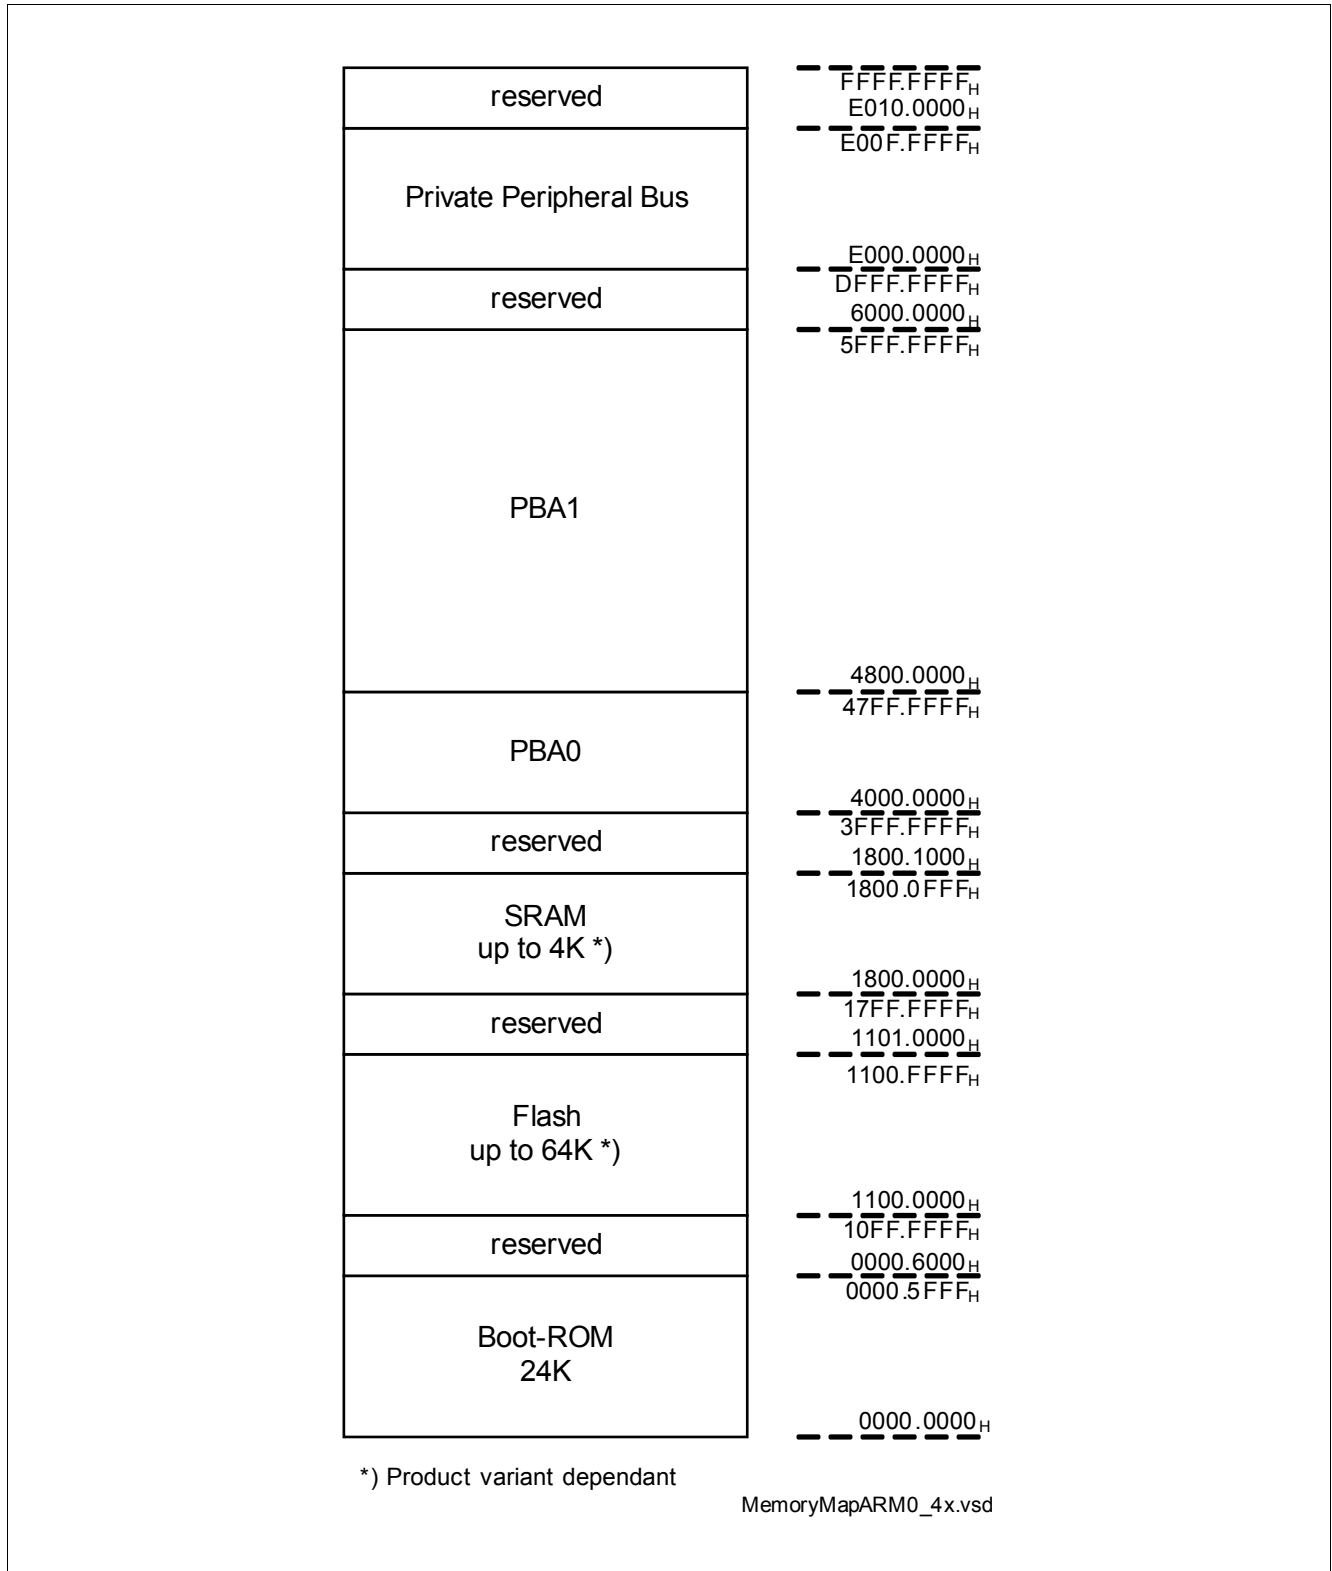 reserved
FFFF.FFFFH
E010.0000H
Private Peripheral Bus
E00F.FFFFH
E000.0000H
reserved
DFFF.FFFFH
6000.0000H
PBA1
5FFF.FFFFH
4800.0000H
PBA0
47FF.FFFFH
4000.0000H
reserved
3FFF.FFFFH
1800.1000H
SRAM
up to 4K *)
1800.0FFFH
1800.0000H
reserved
17FF.FFFFH
1101.0000H
Flash
up to 64K *)
1100.FFFFH
1100.0000H
reserved
10FF.FFFFH
0000.6000H
Boot-ROM
24K
0000.5FFFH
0000.0000H
*) Product variant dependant
MemoryMapARM0_4x.vsd